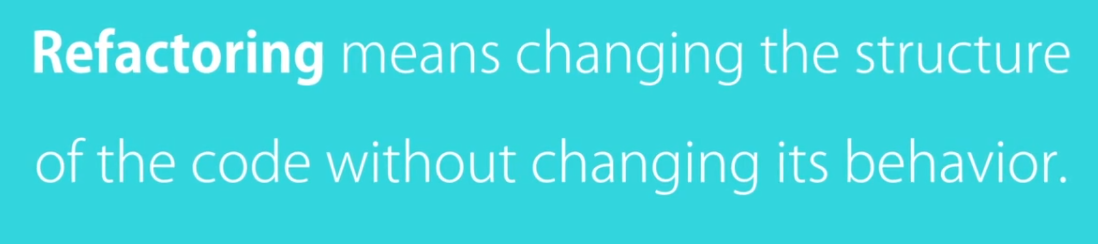 Refactoring means changing the structure
of the code without changing its behavior.